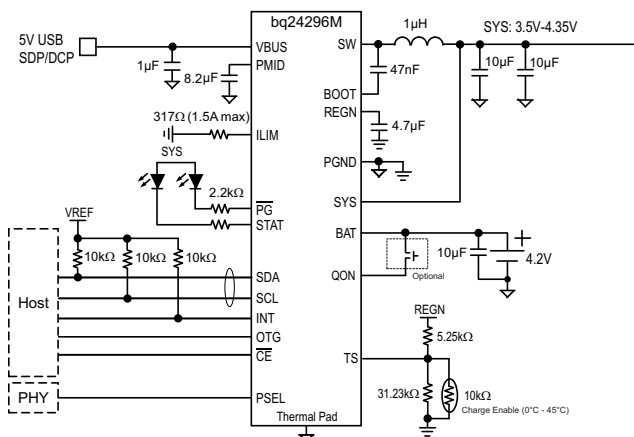 bq24296M
5V USB
SDP/DCP
VBUS
PMID
1µF
8.2µF
317Ω (1.5A max)
ILIM
SYS
2.2kΩ
PG
STAT
VREF
10kΩ
10kΩ
10kΩ
Host
SDA
SCL
INT
OTG
CE
PHY
PSEL
Thermal Pad
SW
1µH
SYS: 3.5V-4.35V
10µF
10µF
47nF
BOOT
REGN
4.7µF
PGND
SYS
BAT
10µF
4.2V
Optional
QON
REGN
5.25kΩ
TS
31.23kΩ
10kΩ
Charge Enable (0°C - 45°C)